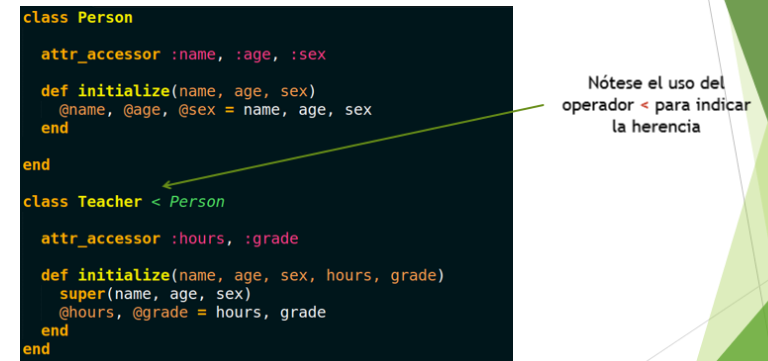 class Person
attr_accessor :name, :age, :sex
def initialize(name, age, sex)
@name, @age, @sex = name, age, sex
end
end
class Teacher < Person
attr_accessor :hours, :grade
def initialize(name, age, sex, hours, grade)
super(name, age, sex)
@hours, @grade = hours, grade
end
end
Nótese el uso del
operador < para indicar
la herencia